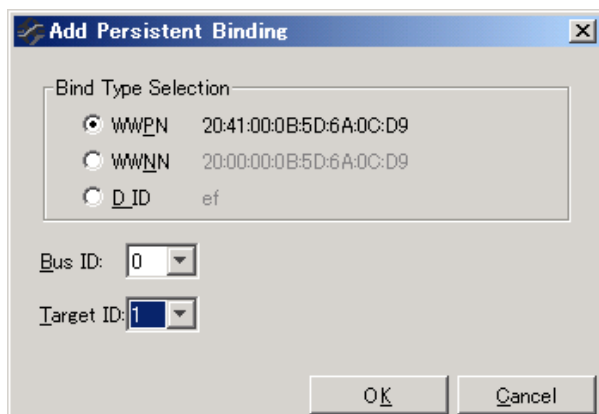 Add Persistent Binding
Bind Type Selection
WWPN 20:41:00:0B:5D:6A:0C:D9
WWNN 20:00:00:0B:5D:6A:0C:D9
D_ID ef
Bus ID: 0
Target ID: 1
OK Cancel